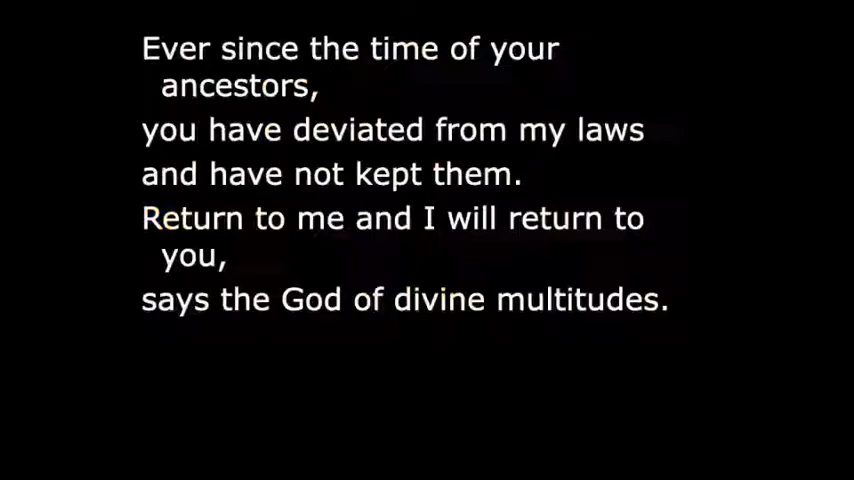 Ever since the time of your
ancestors,
you have deviated from my laws
and have not kept them.
Return to me and I will return to
you,
says the God of divine multitudes.